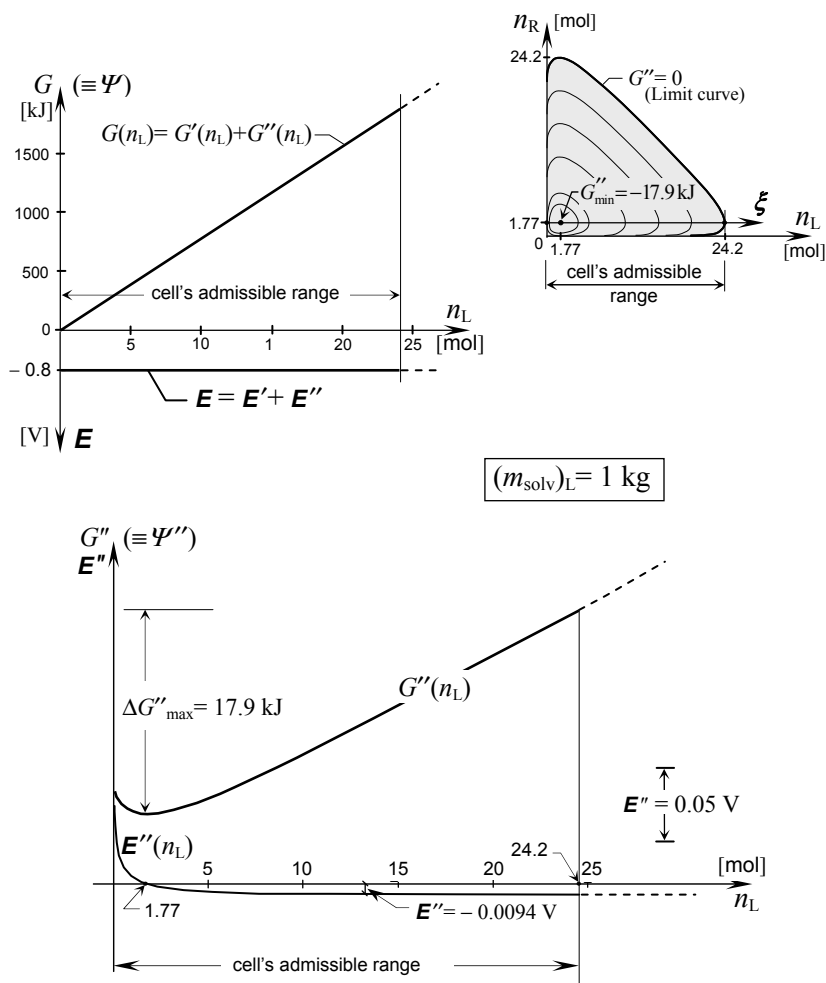 G (≡Ψ)
[kJ]
1500
1000
500
0
G(nL)= G′(nL)+G″(nL)
cell's admissible range
5 10 1 20 25
nL
[mol]
– 0.8
E = E′+ E″
[V] E
nR [mol]
24.2
G″= 0
(Limit curve)
G″min=−17.9 kJ
ξ
1.77
0
1.77
24.2
nL
[mol]
cell's admissible
range
(msolv)L= 1 kg
G″ (≡Ψ″)
E″
ΔG″max= 17.9 kJ
G″(nL)
E″ = 0.05 V
E″(nL)
5 10 15 20 25
24.2
[mol]
nL
1.77
E″= – 0.0094 V
cell's admissible range